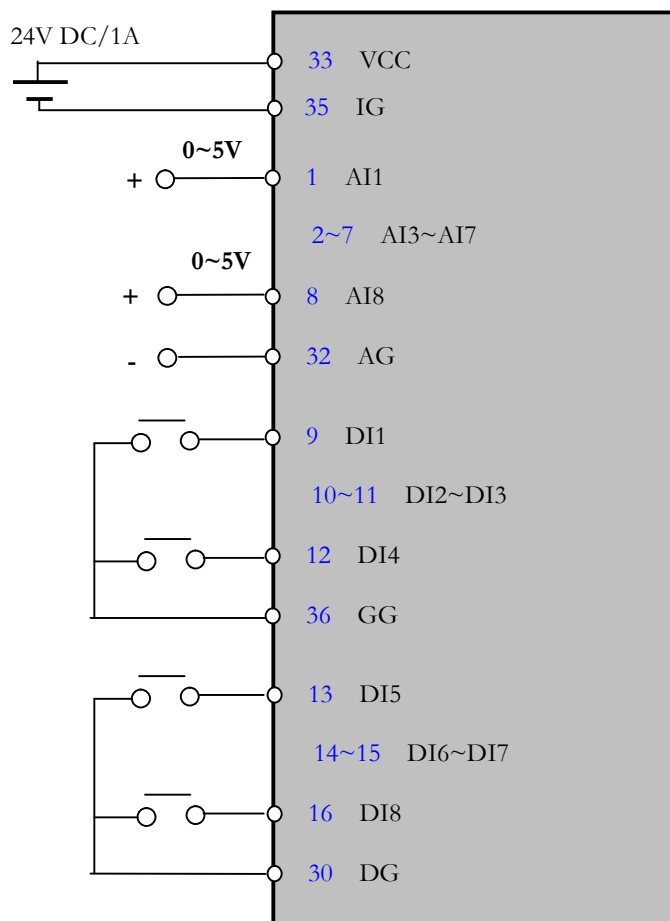 24V DC/1A
33 VCC
35 IG
0~5V
+ 1 AI1
2~7 AI3~AI7
0~5V
+ 8 AI8
- 32 AG
9 DI1
10~11 DI2~DI3
12 DI4
36 GG
13 DI5
14~15 DI6~DI7
16 DI8
30 DG